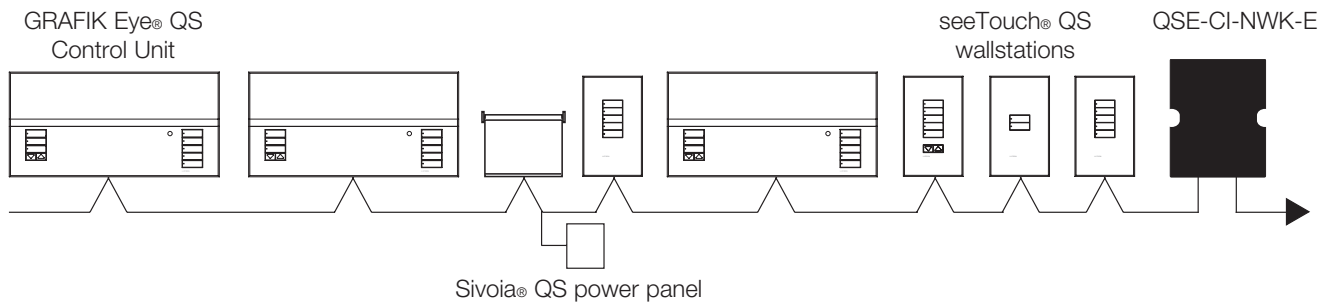 GRAFIK Eye® QS
Control Unit
seeTouch® QS
wallstations
QSE-CI-NWK-E
Sivoia® QS power panel